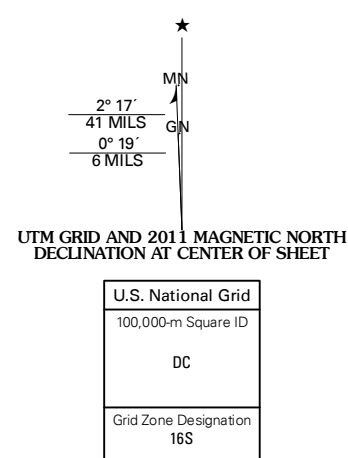 ★
MN
2° 17´
41 MILS
GN
0° 19´
6 MILS
UTM GRID AND 2011 MAGNETIC NORTH
DECLINATION AT CENTER OF SHEET
U.S. National Grid
100,000-m Square ID
DC
Grid Zone Designation
16S